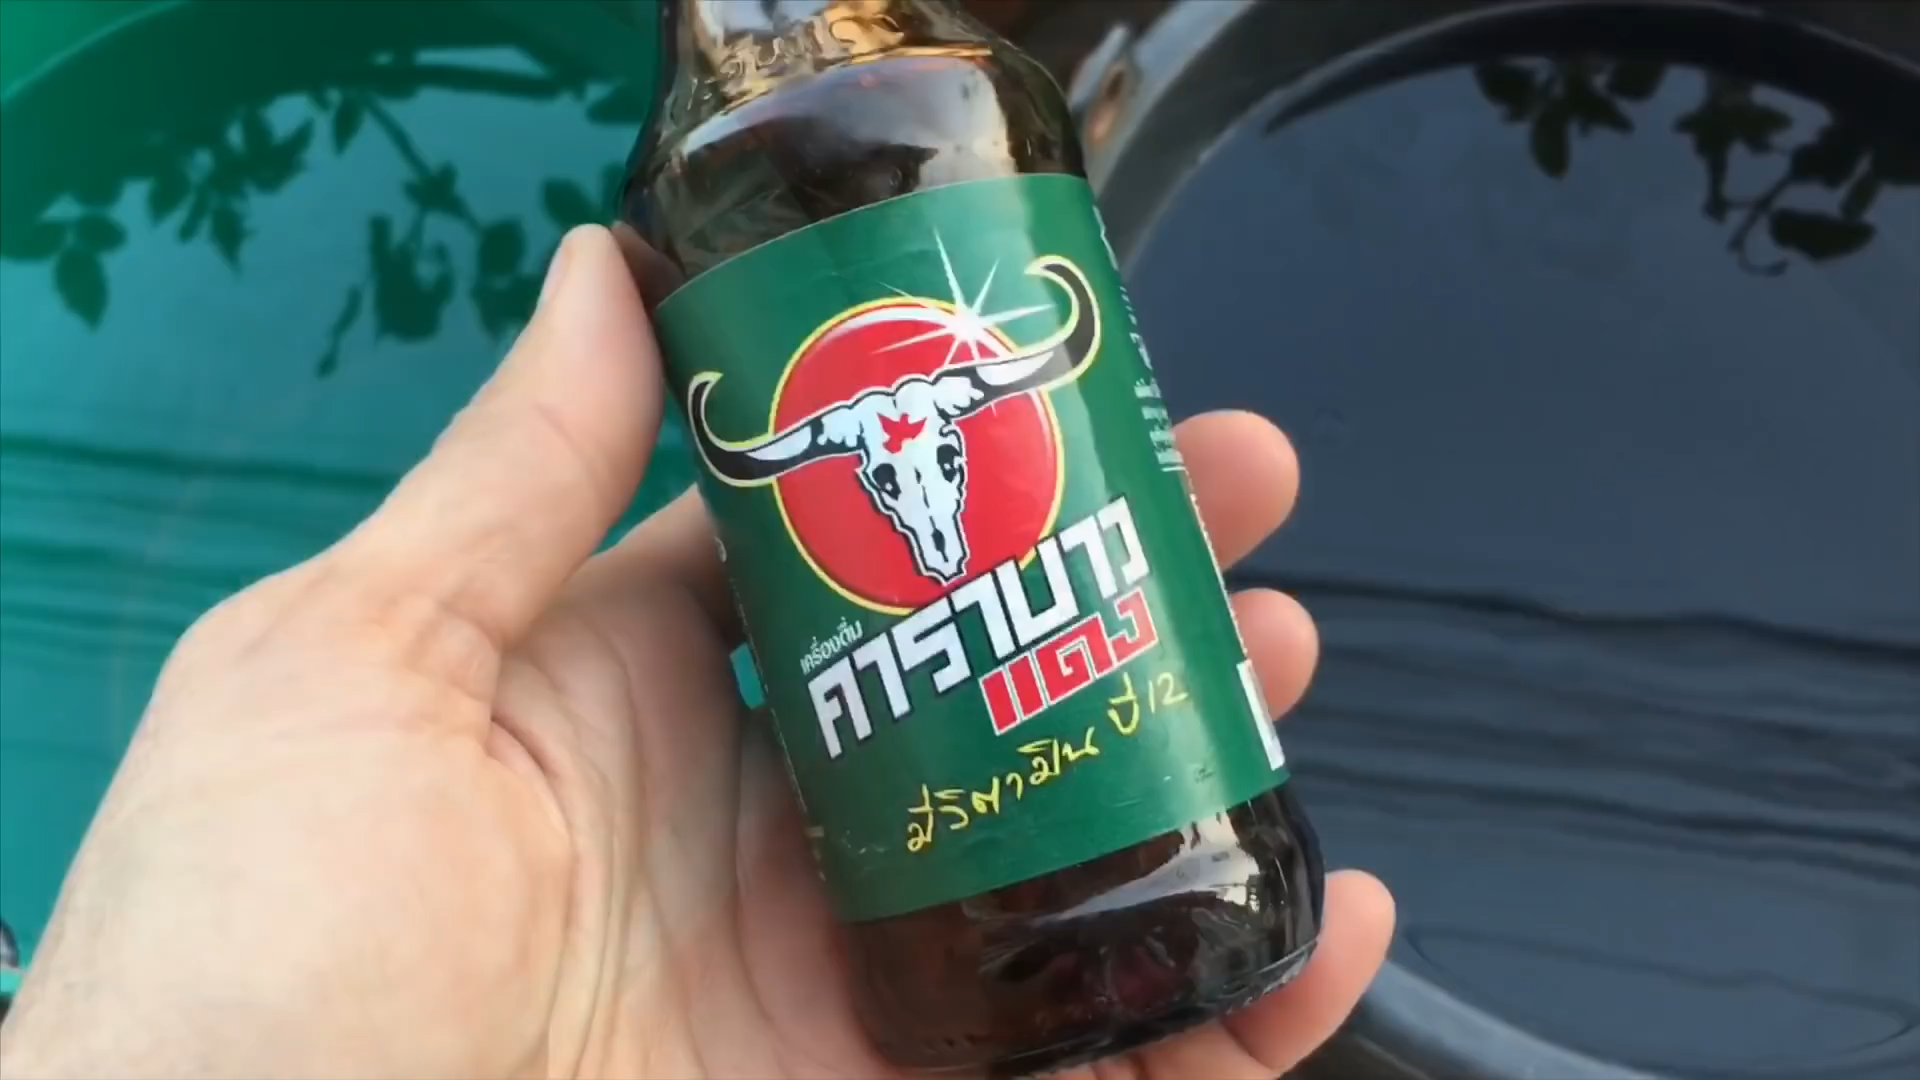 เครื่องดื่ม
คาราบาว
แดง
มีวิตามิน บี 12